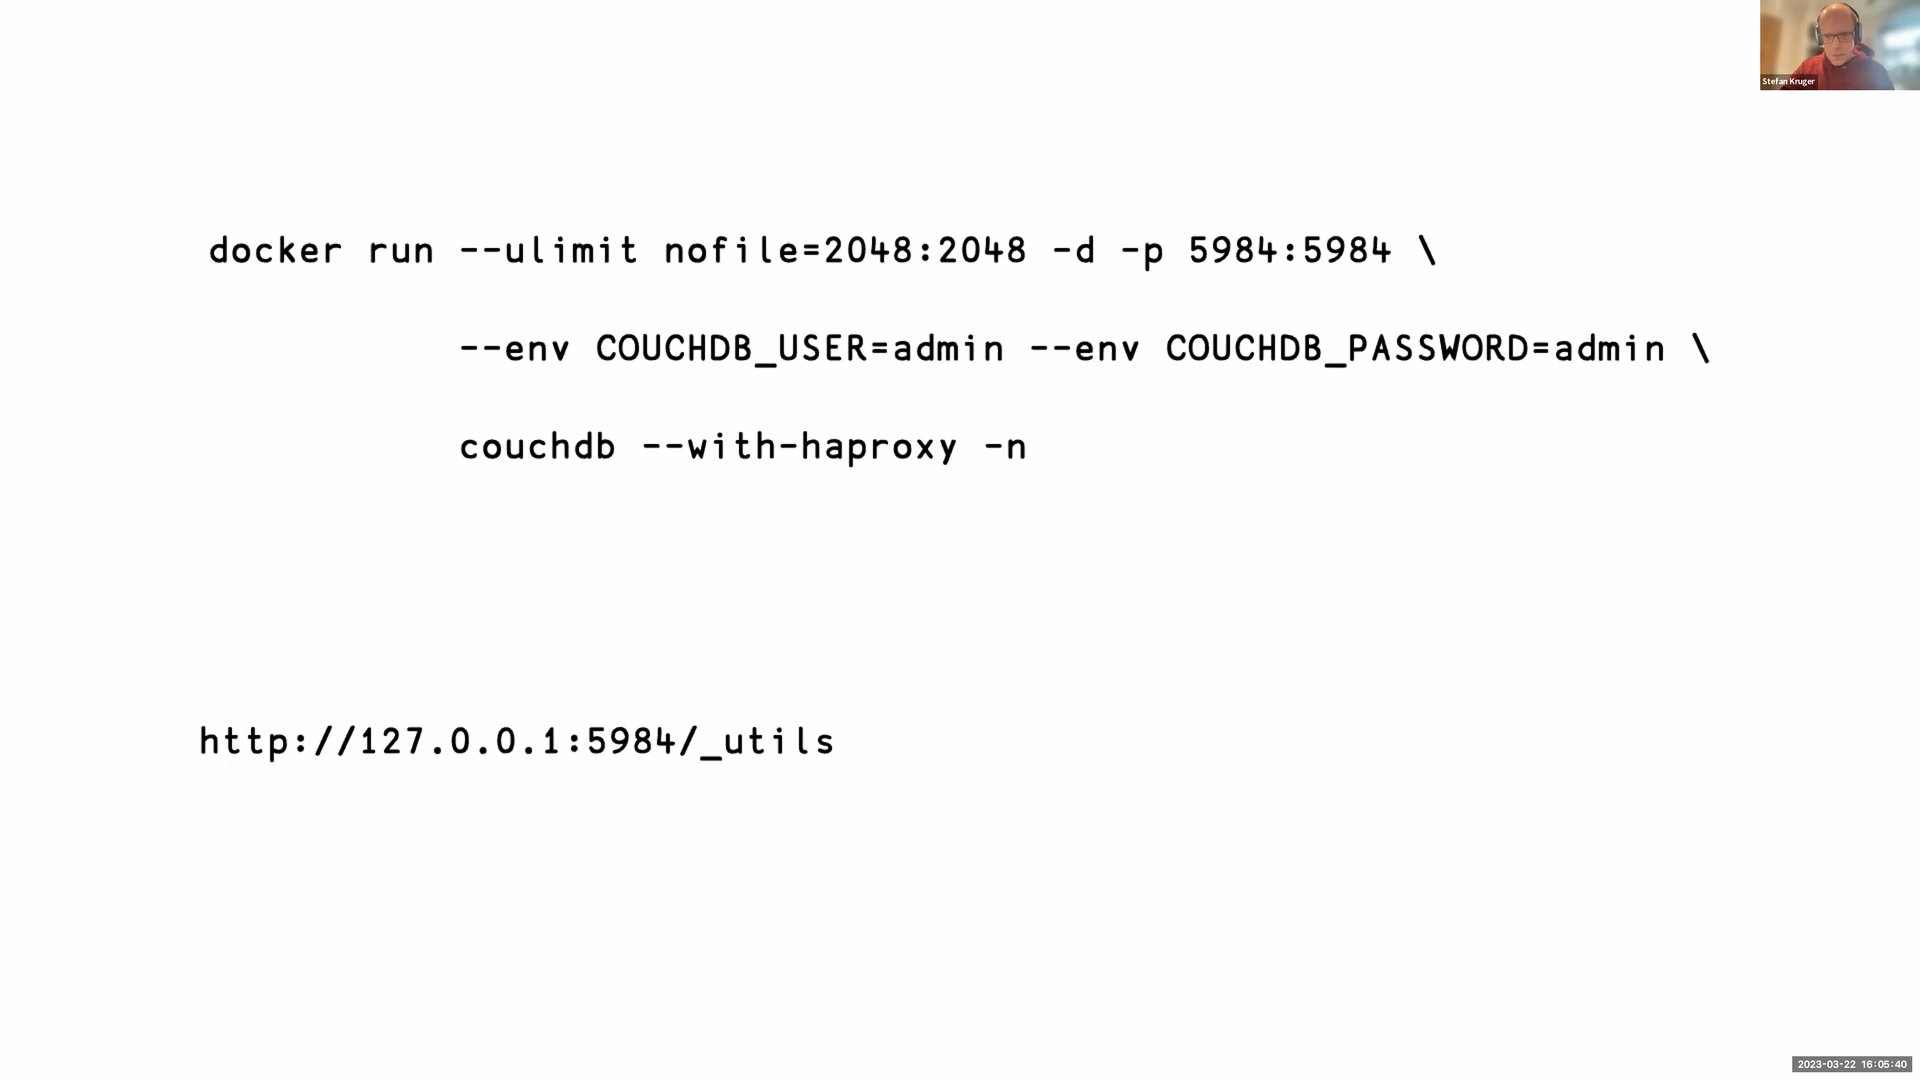 Stefan Kruger
docker run --ulimit nofile=2048:2048 -d -p 5984:5984 \
--env COUCHDB_USER=admin --env COUCHDB_PASSWORD=admin \
couchdb --with-haproxy -n
http://127.0.0.1:5984/_utils
2023-03-22 16:05:40